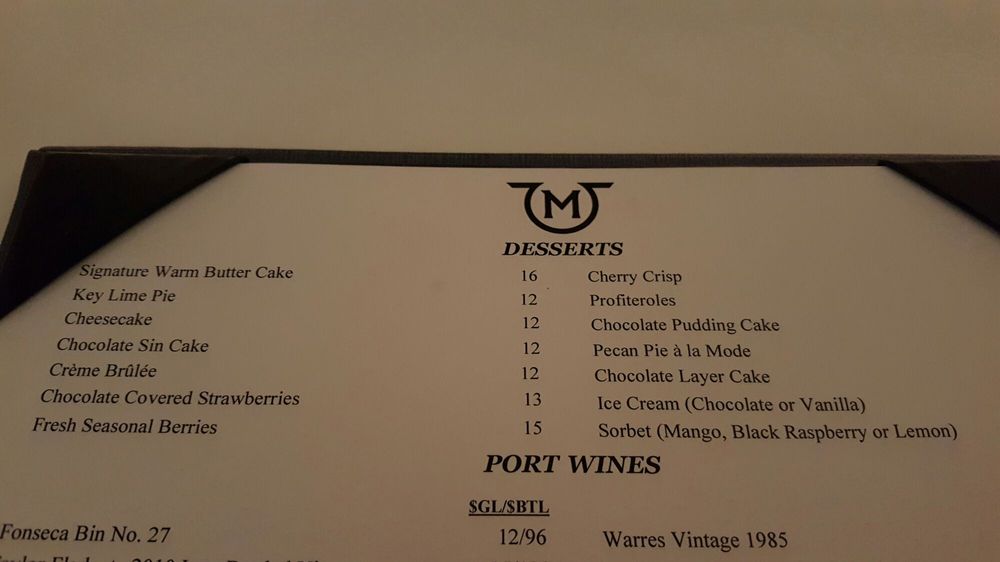 M
DESSERTS
Signature Warm Butter Cake 16 Cherry Crisp
Key Lime Pie 12 Profiteroles
Cheesecake 12 Chocolate Pudding Cake
Chocolate Sin Cake 12 Pecan Pie à la Mode
Crème Brûlée 12 Chocolate Layer Cake
Chocolate Covered Strawberries 13 Ice Cream (Chocolate or Vanilla)
Fresh Seasonal Berries 15 Sorbet (Mango, Black Raspberry or Lemon)
PORT WINES
$GL/$BTL
Fonseca Bin No. 27 12/96 Warres Vintage 1985